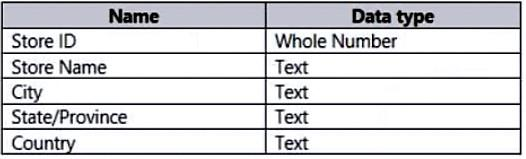 Name Data type
Store ID Whole Number
Store Name Text
City Text
State/Province Text
Country Text